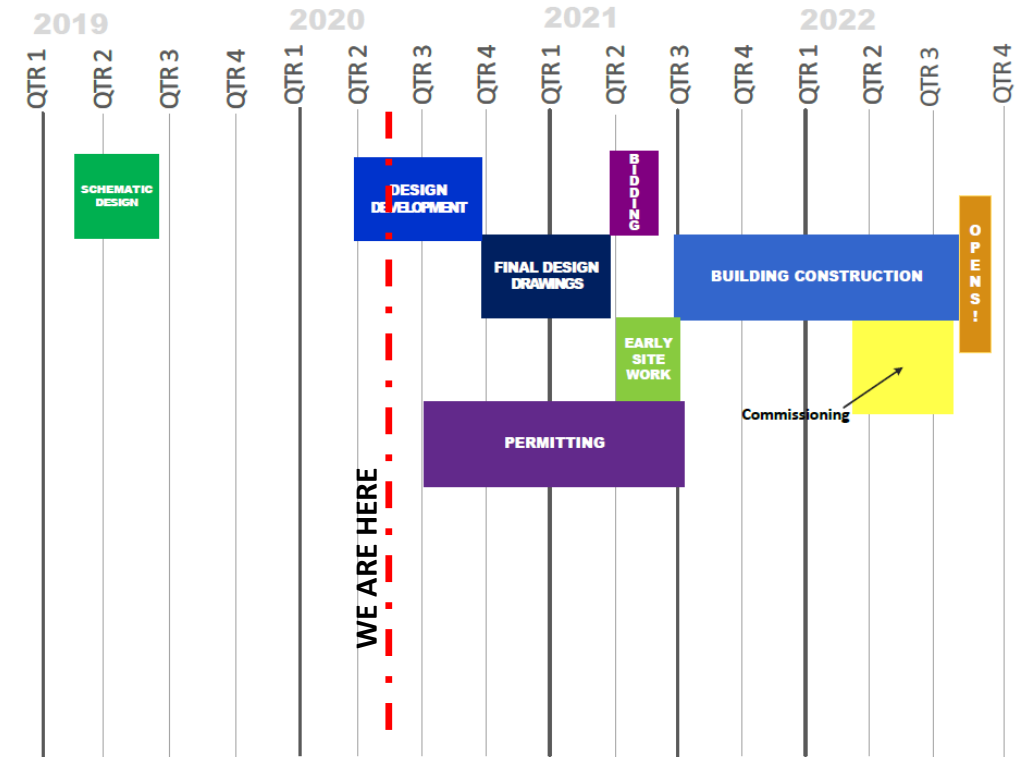 2019
2020
2021
2022
QTR 1
QTR 2
QTR 3
QTR 4
QTR 1
QTR 2
QTR 3
QTR 4
QTR 1
QTR 2
QTR 3
QTR 4
QTR 1
QTR 2
QTR 3
QTR 4
SCHEMATIC
DESIGN
DESIGN
DEVELOPMENT
BIDDING
FINAL DESIGN
DRAWINGS
BUILDING CONSTRUCTION
OPENS!
EARLY
SITE
WORK
Commissioning
PERMITTING
WE ARE HERE